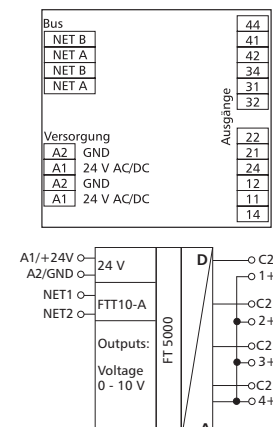 Bus
NET B
NET A
NET B
NET A
Versorgung
A2 GND
A1 24 V AC/DC
A2 GND
A1 24 V AC/DC
Ausgänge
44
41
42
34
31
32
22
21
24
12
11
14
A1/+24V
A2/GND
NET1
NET2
24 V
FTT10-A
Outputs:
Voltage
0 - 10 V
FT 5000
D
C2
1+
C2
2+
C2
3+
C2
4+